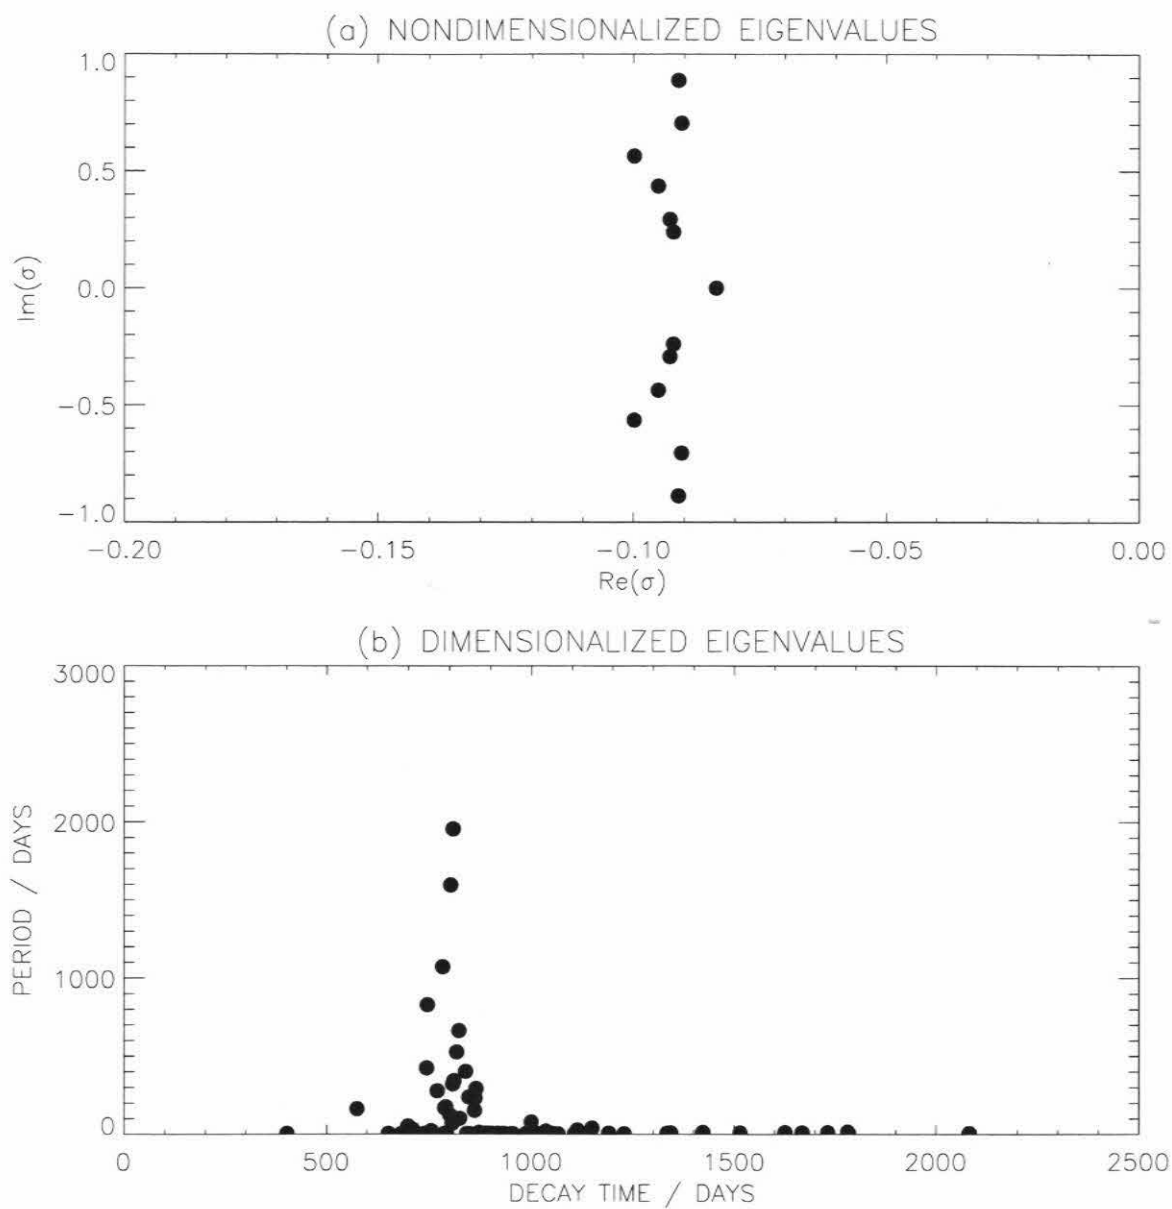 (a) NONDIMENSIONALIZED EIGENVALUES
1.0
0.5
0.0
−0.5
−1.0
Im(σ)
−0.20 −0.15 −0.10 −0.05 0.00
Re(σ)
(b) DIMENSIONALIZED EIGENVALUES
3000
2000
1000
0
PERIOD / DAYS
0 500 1000 1500 2000 2500
DECAY TIME / DAYS